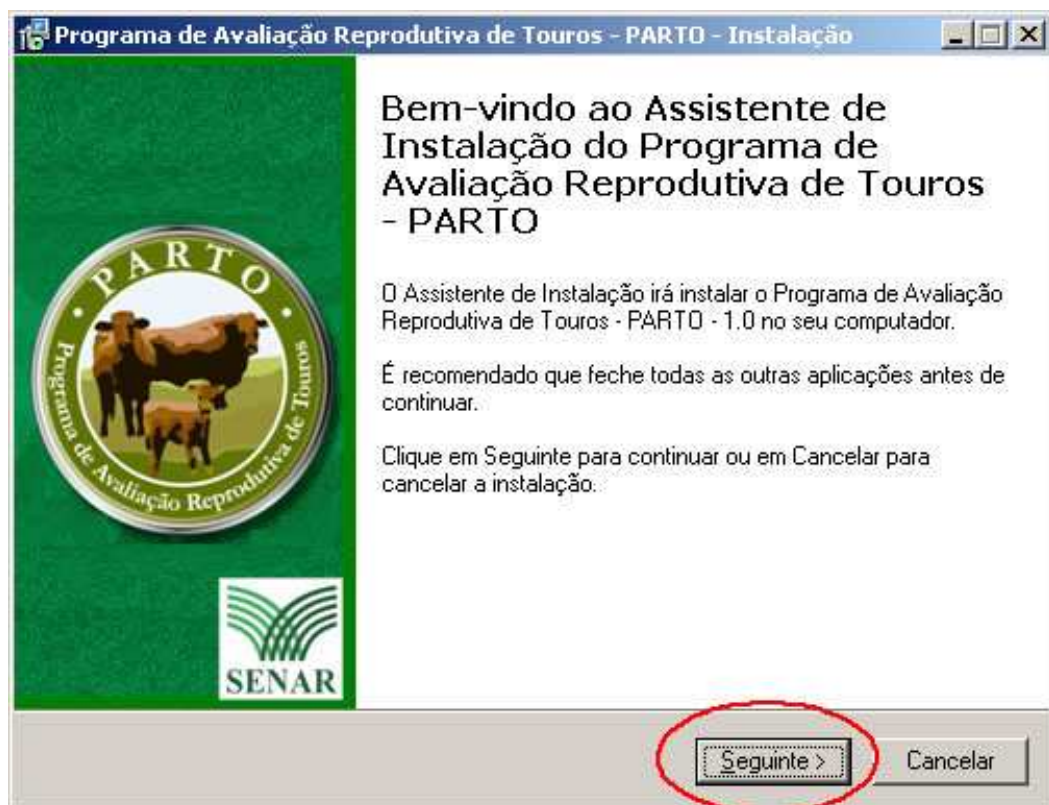 Programa de Avaliação Reprodutiva de Touros - PARTO - Instalação
Bem-vindo ao Assistente de
Instalação do Programa de
Avaliação Reprodutiva de Touros
- PARTO
O Assistente de Instalação irá instalar o Programa de Avaliação
Reprodutiva de Touros - PARTO - 1.0 no seu computador.
É recomendado que feche todas as outras aplicações antes de
continuar.
Clique em Seguinte para continuar ou em Cancelar para
cancelar a instalação.
· PARTO ·
Programa de Avaliação Reprodutiva de Touros
SENAR
Seguinte >
Cancelar